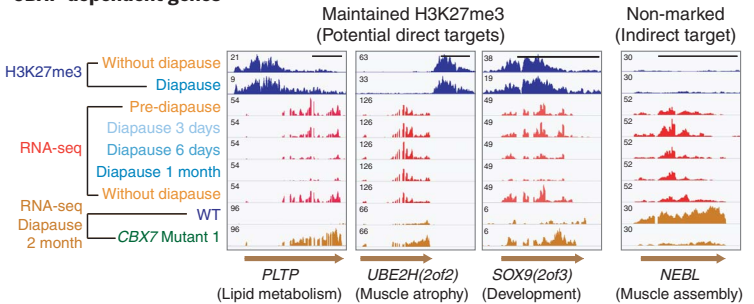 Maintained H3K27me3
(Potential direct targets)
Non-marked
(Indirect target)
H3K27me3
Without diapause
Diapause
RNA-seq
Pre-diapause
Diapause 3 days
Diapause 6 days
Diapause 1 month
Without diapause
RNA-seq
Diapause
2 month
WT
CBX7 Mutant 1
21
9
54
54
54
54
54
96
96
63
33
126
126
126
126
126
66
66
38
19
49
49
49
49
49
6
6
30
30
52
52
52
52
52
30
30
PLTP
(Lipid metabolism)
UBE2H(2of2)
(Muscle atrophy)
SOX9(2of3)
(Development)
NEBL
(Muscle assembly)